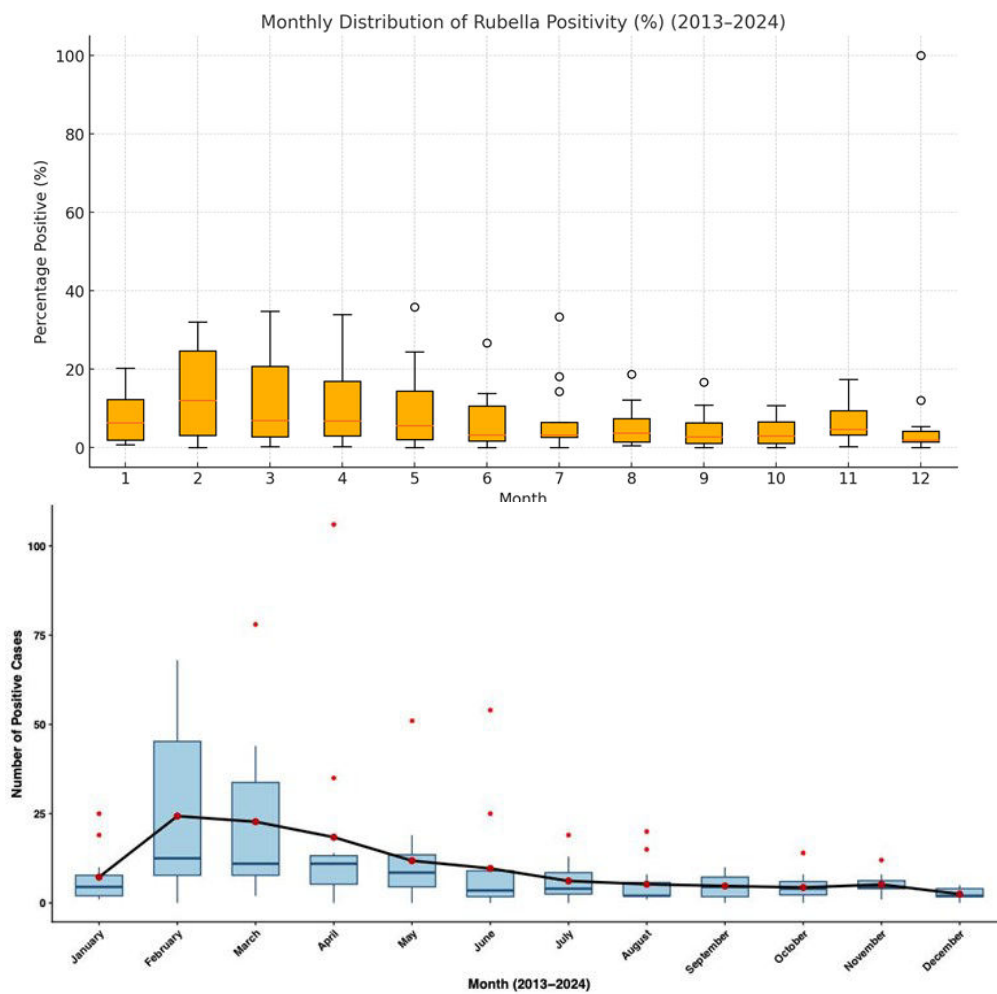 Monthly Distribution of Rubella Positivity (%) (2013–2024)
Percentage Positive (%)
100
80
60
40
20
0
1 2 3 4 5 6 7 8 9 10 11 12
Month
Number of Positive Cases
100
75
50
25
0
January February March April May June July August September October November December
Month (2013–2024)